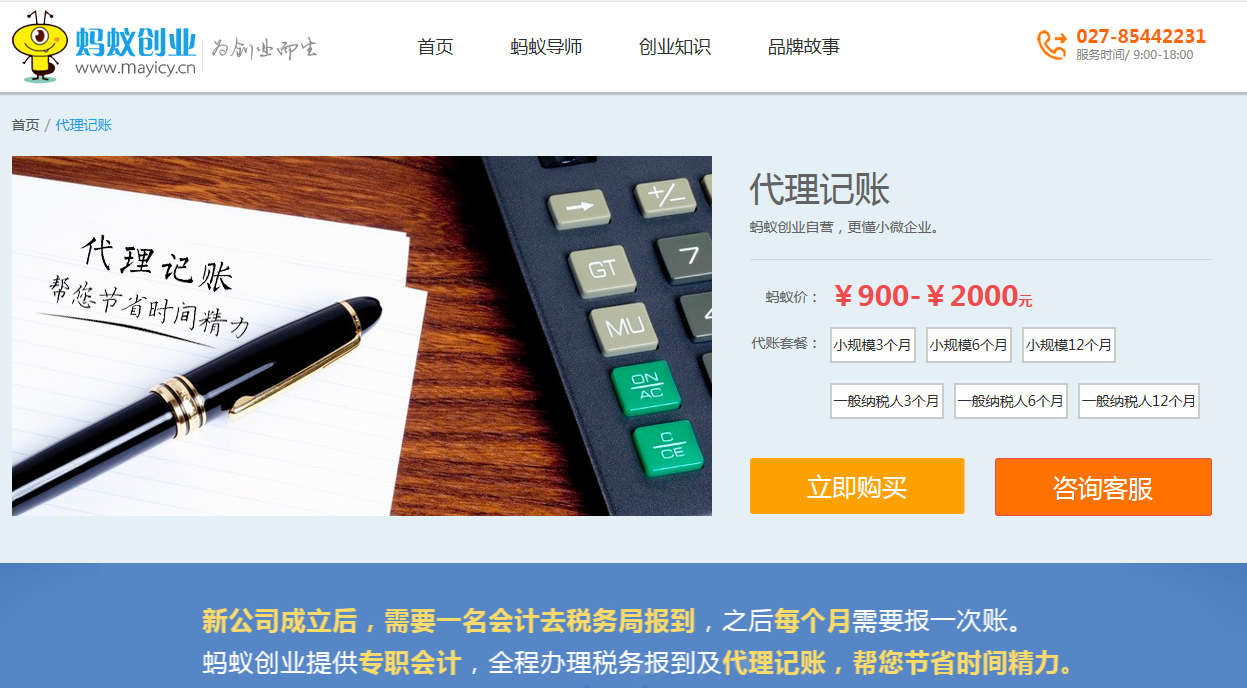 蚂蚁创业
www.mayicy.cn
为创业而生
首页 蚂蚁导师 创业知识 品牌故事
027-85442231
服务时间/ 9:00-18:00
首页 / 代理记账
代理记账
帮您节省时间精力
→ +/−
GT 7
MU 4
ON
AC
C
CE
代理记账
蚂蚁创业自营，更懂小微企业。
蚂蚁价： ￥900-￥2000元
代账套餐： 小规模3个月 小规模6个月 小规模12个月
一般纳税人3个月 一般纳税人6个月 一般纳税人12个月
立即购买 咨询客服
新公司成立后，需要一名会计去税务局报到，之后每个月需要报一次账。
蚂蚁创业提供专职会计，全程办理税务报到及代理记账，帮您节省时间精力。